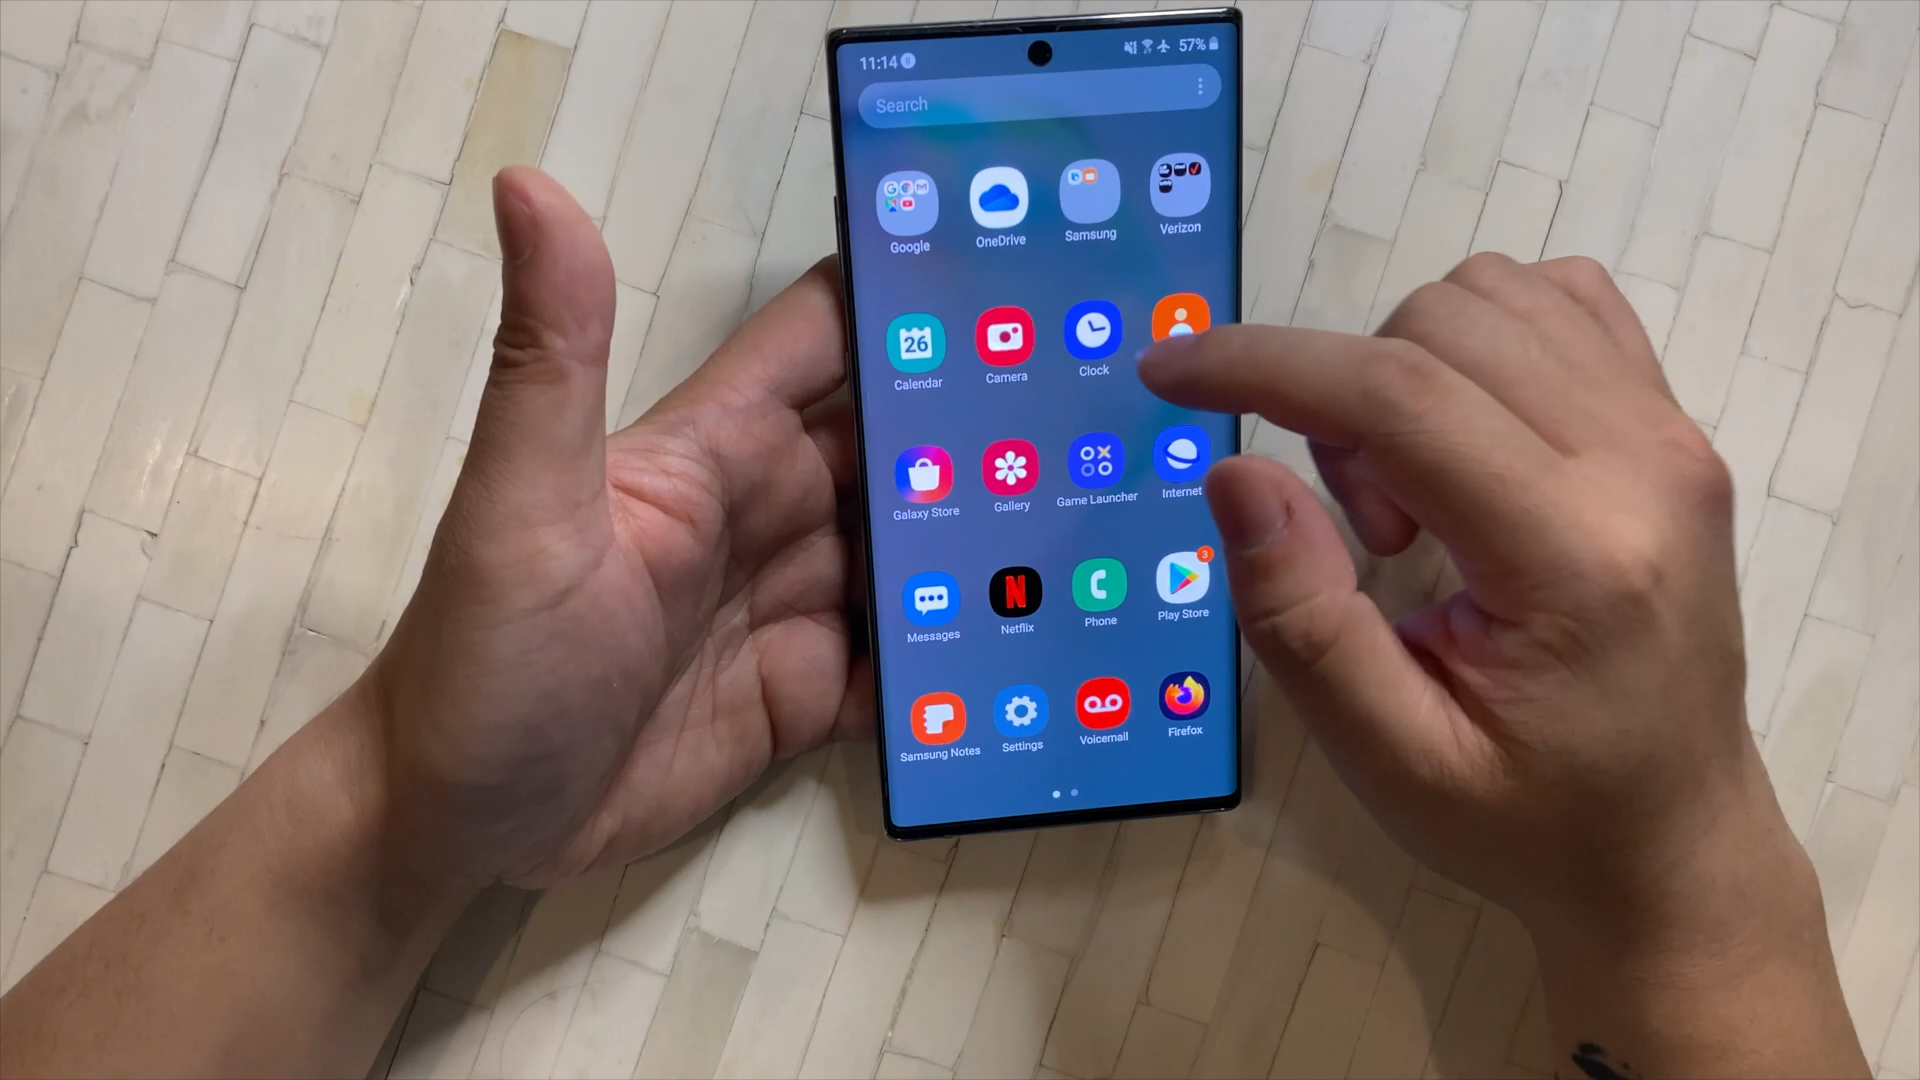 11:14 57%
Search
Google OneDrive Samsung Verizon
26
Calendar Camera Clock
Galaxy Store Gallery Game Launcher Internet
3
N
Messages Netflix Phone Play Store
Samsung Notes Settings Voicemail Firefox